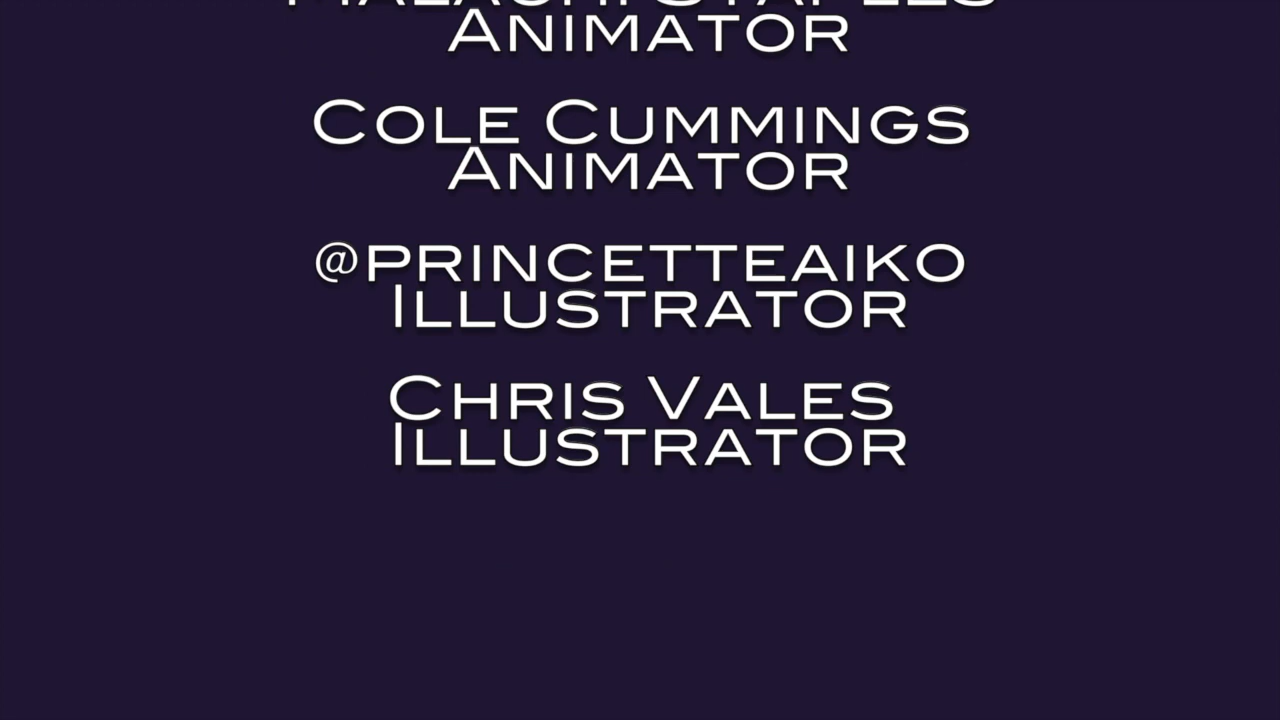 Animator
Cole Cummings
Animator
@princetteaiko
Illustrator
Chris Vales
Illustrator